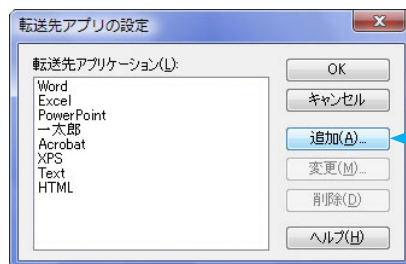 転送先アプリの設定
転送先アプリケーション(L):
Word
Excel
PowerPoint
一太郎
Acrobat
XPS
Text
HTML
OK
キャンセル
追加(A)...
変更(M)...
削除(D)
ヘルプ(H)